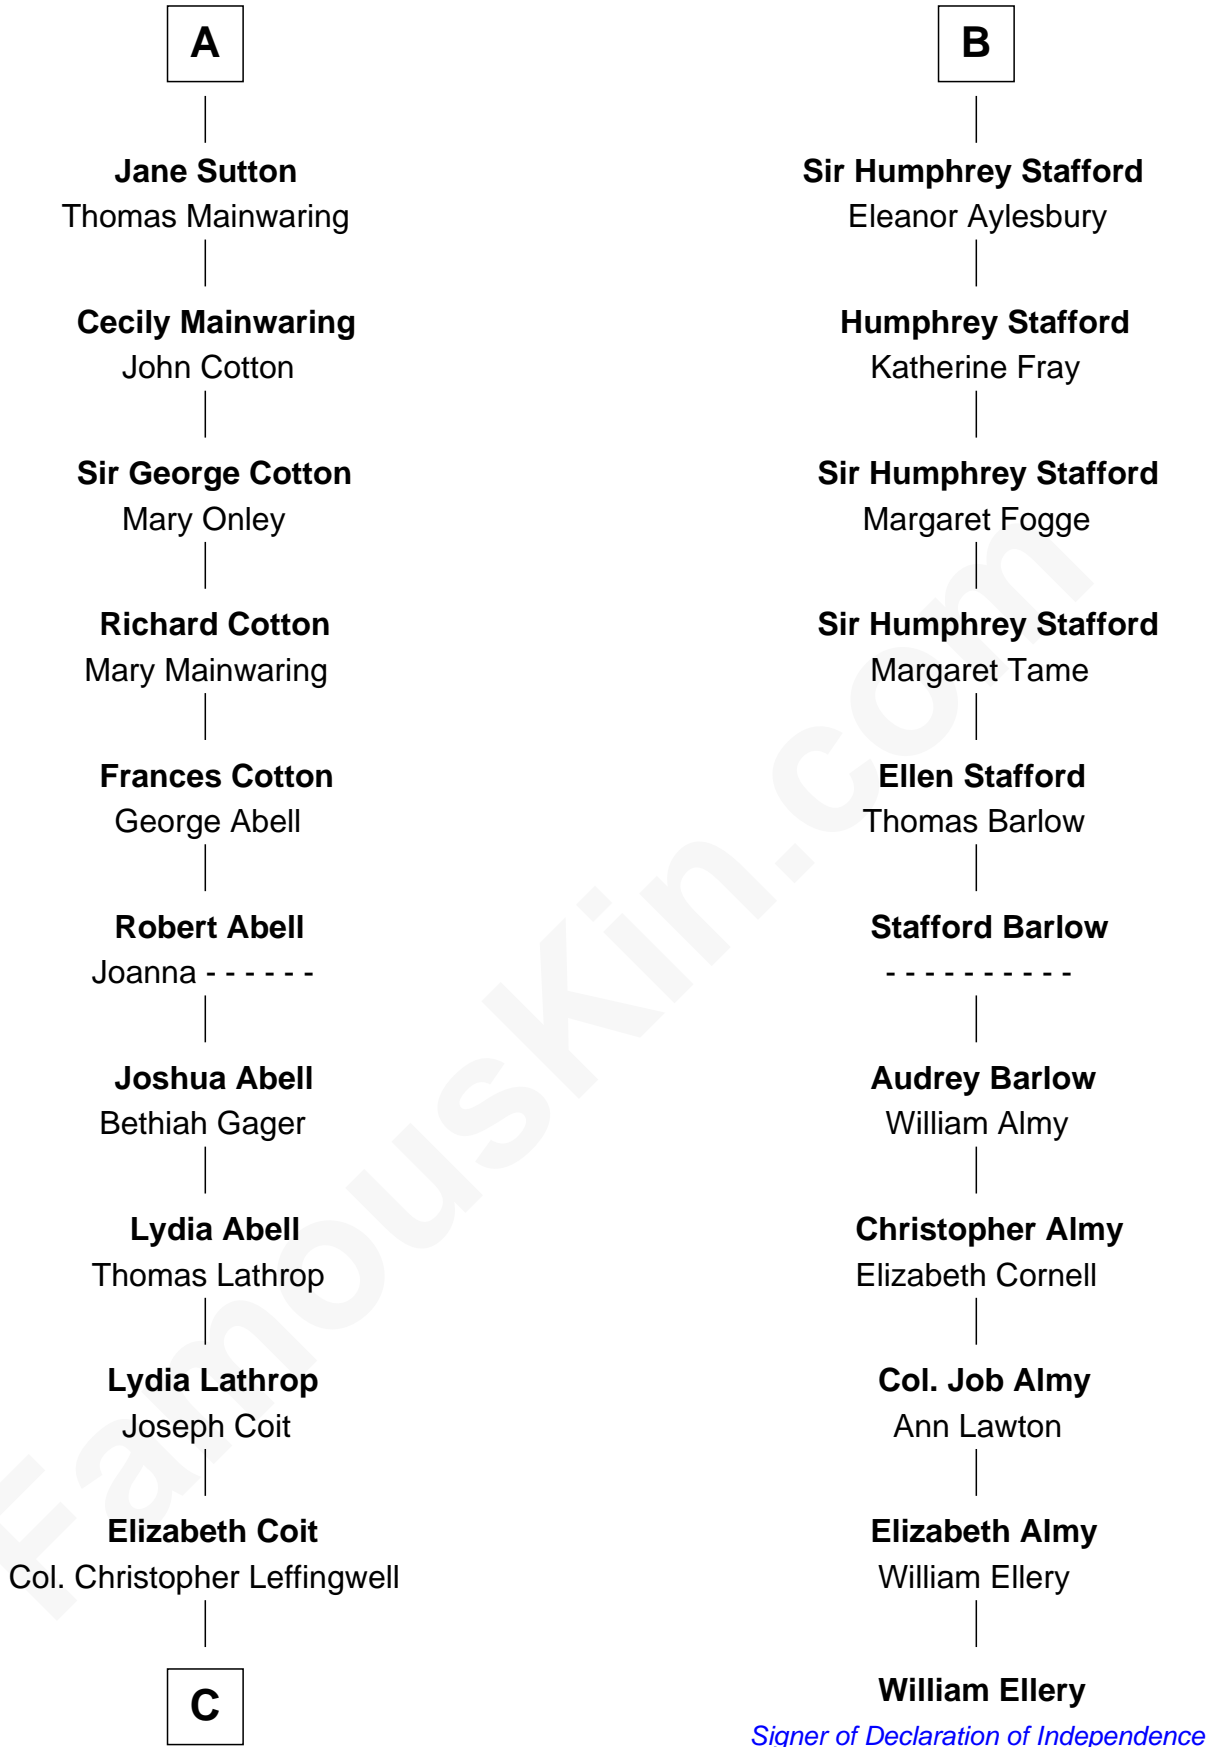 A
Jane Sutton
Thomas Mainwaring
Cecily Mainwaring
John Cotton
Sir George Cotton
Mary Onley
Richard Cotton
Mary Mainwaring
Frances Cotton
George Abell
Robert Abell
Joanna - - - - - -
Joshua Abell
Bethiah Gager
Lydia Abell
Thomas Lathrop
Lydia Lathrop
Joseph Coit
Elizabeth Coit
Col. Christopher Leffingwell
C
B
Sir Humphrey Stafford
Eleanor Aylesbury
Humphrey Stafford
Katherine Fray
Sir Humphrey Stafford
Margaret Fogge
Sir Humphrey Stafford
Margaret Tame
Ellen Stafford
Thomas Barlow
Stafford Barlow
- - - - - - - - - -
Audrey Barlow
William Almy
Christopher Almy
Elizabeth Cornell
Col. Job Almy
Ann Lawton
Elizabeth Almy
William Ellery
William Ellery
Signer of Declaration of Independence
FamousKin.com